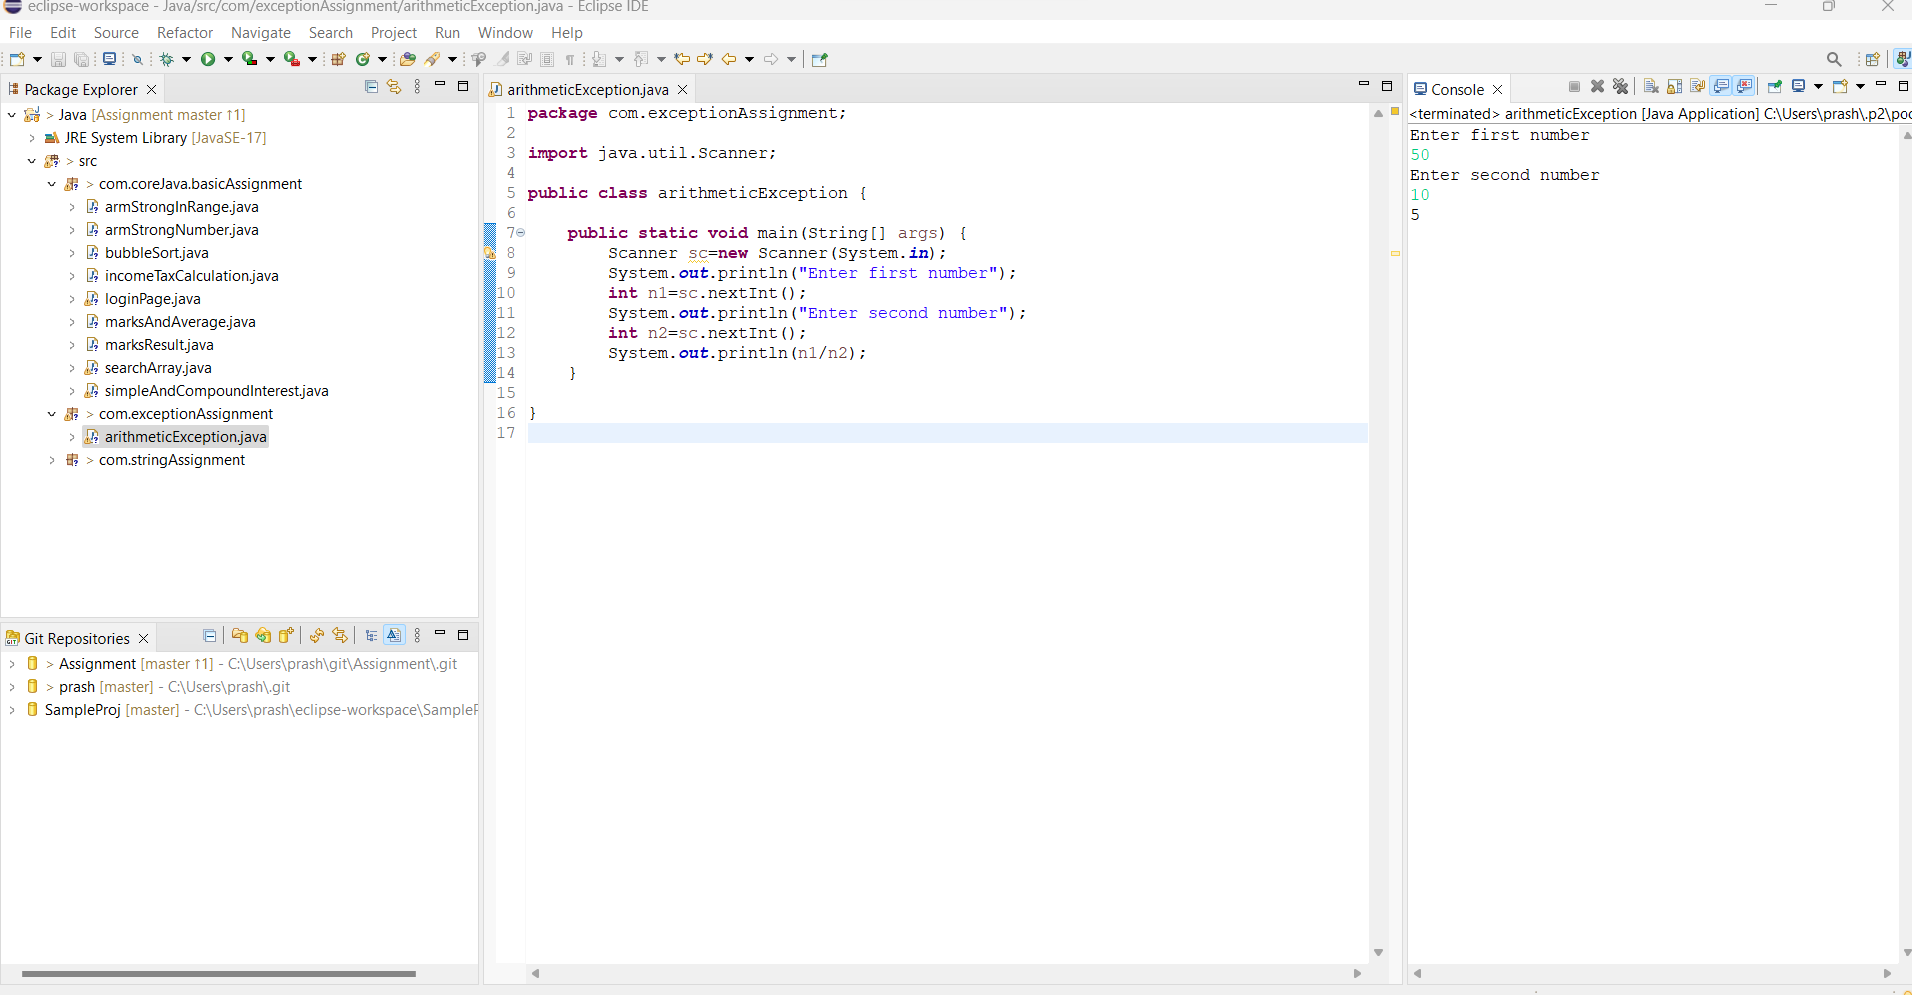 eclipse-workspace - Java/src/com/exceptionAssignment/arithmeticException.java - Eclipse IDE
File Edit Source Refactor Navigate Search Project Run Window Help
Package Explorer
> Java [Assignment master ↑1]
JRE System Library [JavaSE-17]
> src
> com.coreJava.basicAssignment
armStrongInRange.java
armStrongNumber.java
bubbleSort.java
incomeTaxCalculation.java
loginPage.java
marksAndAverage.java
marksResult.java
searchArray.java
simpleAndCompoundInterest.java
> com.exceptionAssignment
arithmeticException.java
> com.stringAssignment
Git Repositories
> Assignment [master ↑1] - C:\Users\prash\git\Assignment\.git
> prash [master] - C:\Users\prash\.git
SampleProj [master] - C:\Users\prash\eclipse-workspace\SampleP
arithmeticException.java
1 package com.exceptionAssignment;
2
3 import java.util.Scanner;
4
5 public class arithmeticException {
6
7 public static void main(String[] args) {
8 Scanner sc=new Scanner(System.in);
9 System.out.println("Enter first number");
10 int n1=sc.nextInt();
11 System.out.println("Enter second number");
12 int n2=sc.nextInt();
13 System.out.println(n1/n2);
14 }
15
16 }
17
Console
<terminated> arithmeticException [Java Application] C:\Users\prash\.p2\poo
Enter first number
50
Enter second number
10
5